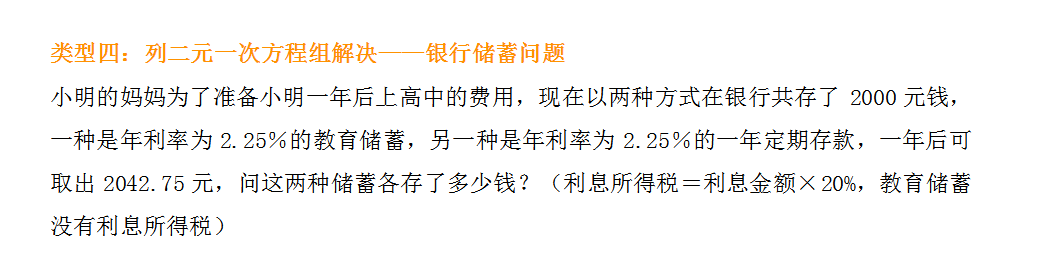 类型四：列二元一次方程组解决——银行储蓄问题
小明的妈妈为了准备小明一年后上高中的费用，现在以两种方式在银行共存了 2000 元钱，
一种是年利率为 2.25％的教育储蓄，另一种是年利率为 2.25％的一年定期存款，一年后可
取出 2042.75 元，问这两种储蓄各存了多少钱？（利息所得税＝利息金额×20%，教育储蓄
没有利息所得税）